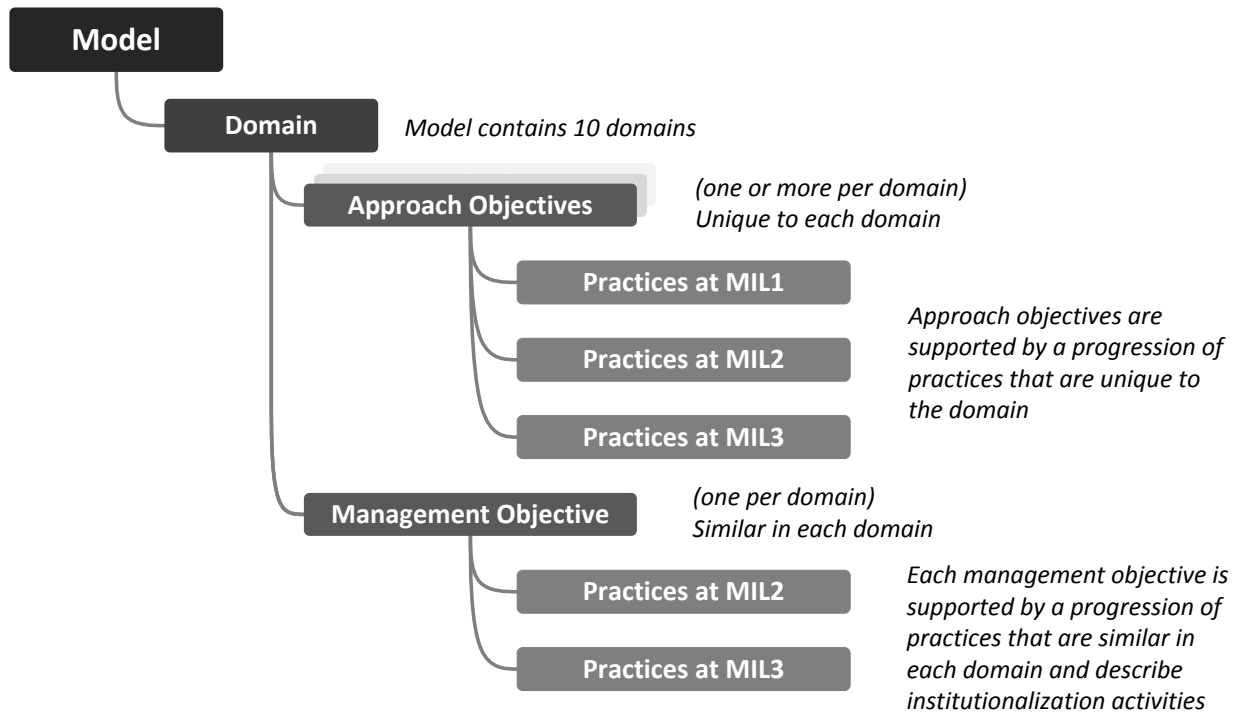 Model
Domain
Model contains 10 domains
Approach Objectives
(one or more per domain)
Unique to each domain
Practices at MIL1
Practices at MIL2
Practices at MIL3
Approach objectives are
supported by a progression of
practices that are unique to
the domain
Management Objective
(one per domain)
Similar in each domain
Practices at MIL2
Practices at MIL3
Each management objective is
supported by a progression of
practices that are similar in
each domain and describe
institutionalization activities